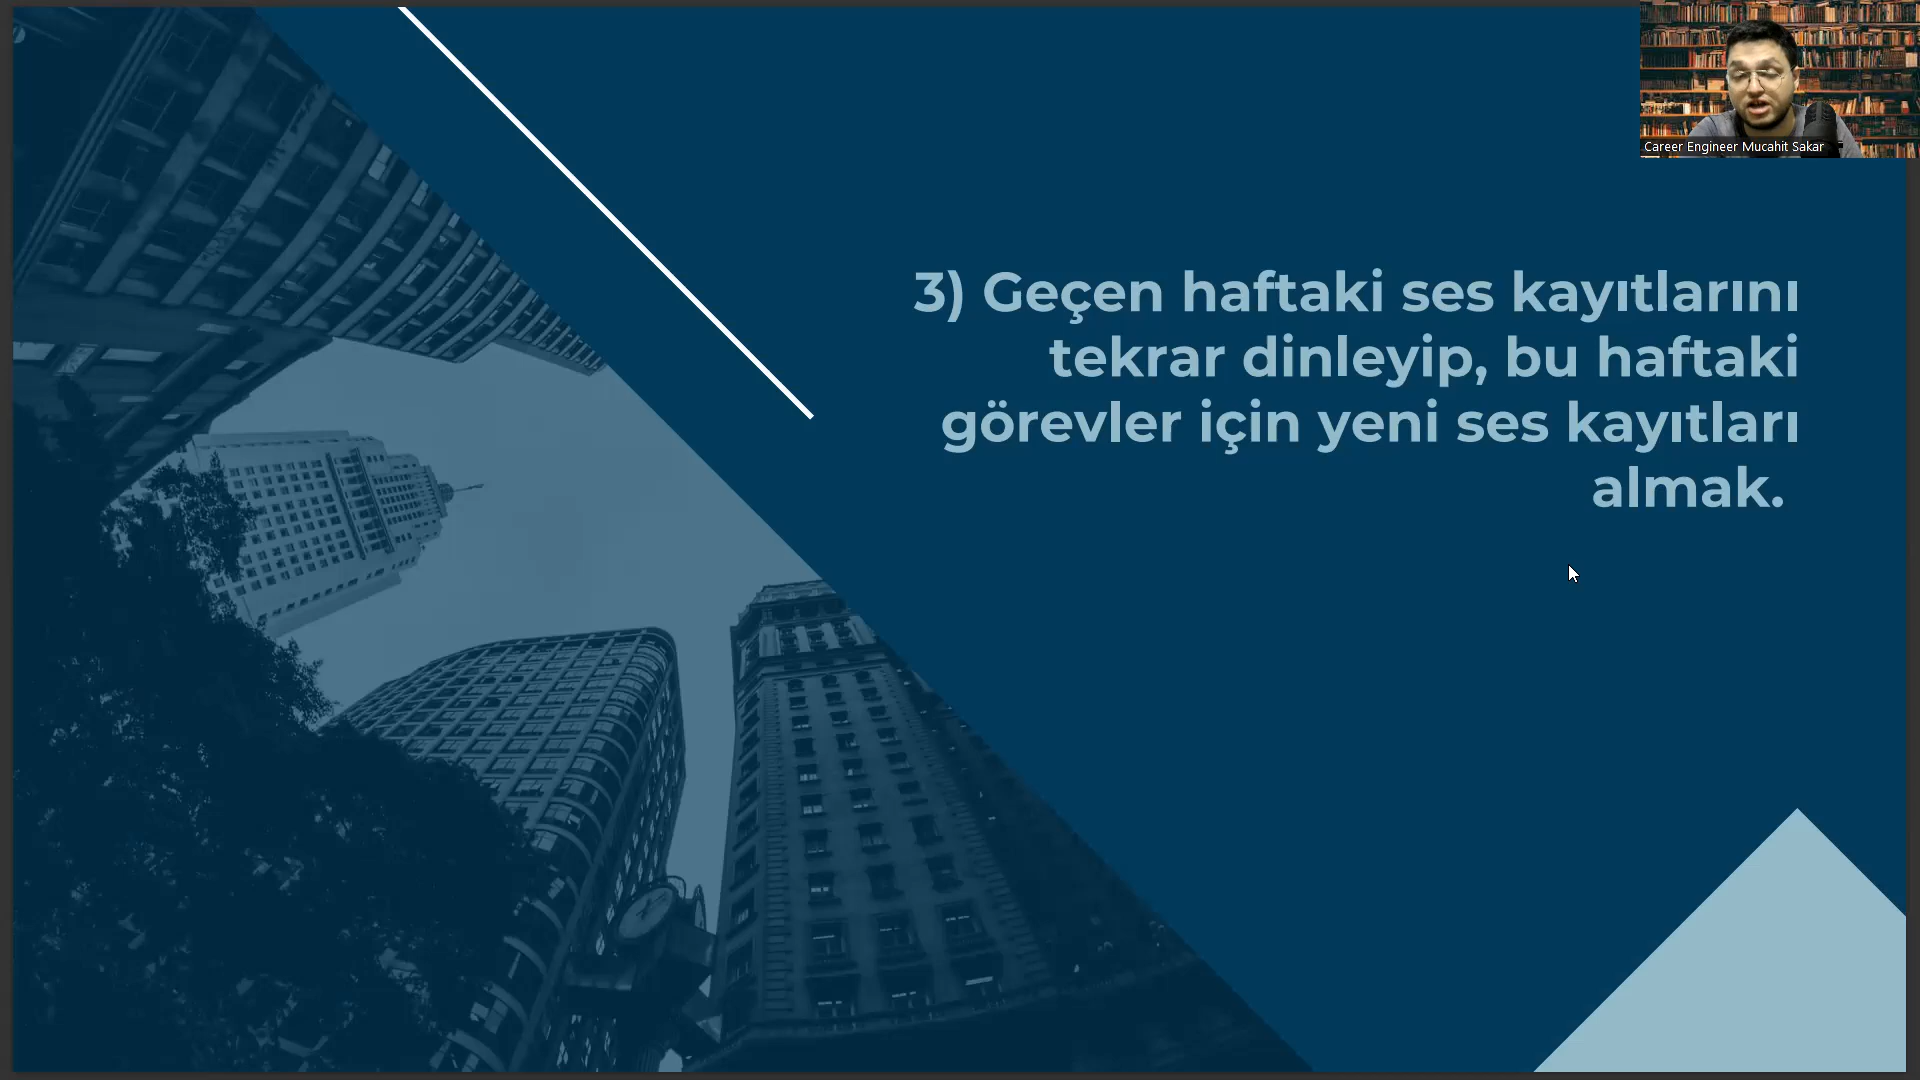 Career Engineer Mucahit Sakar
3) Geçen haftaki ses kayıtlarını
tekrar dinleyip, bu haftaki
görevler için yeni ses kayıtları
almak.